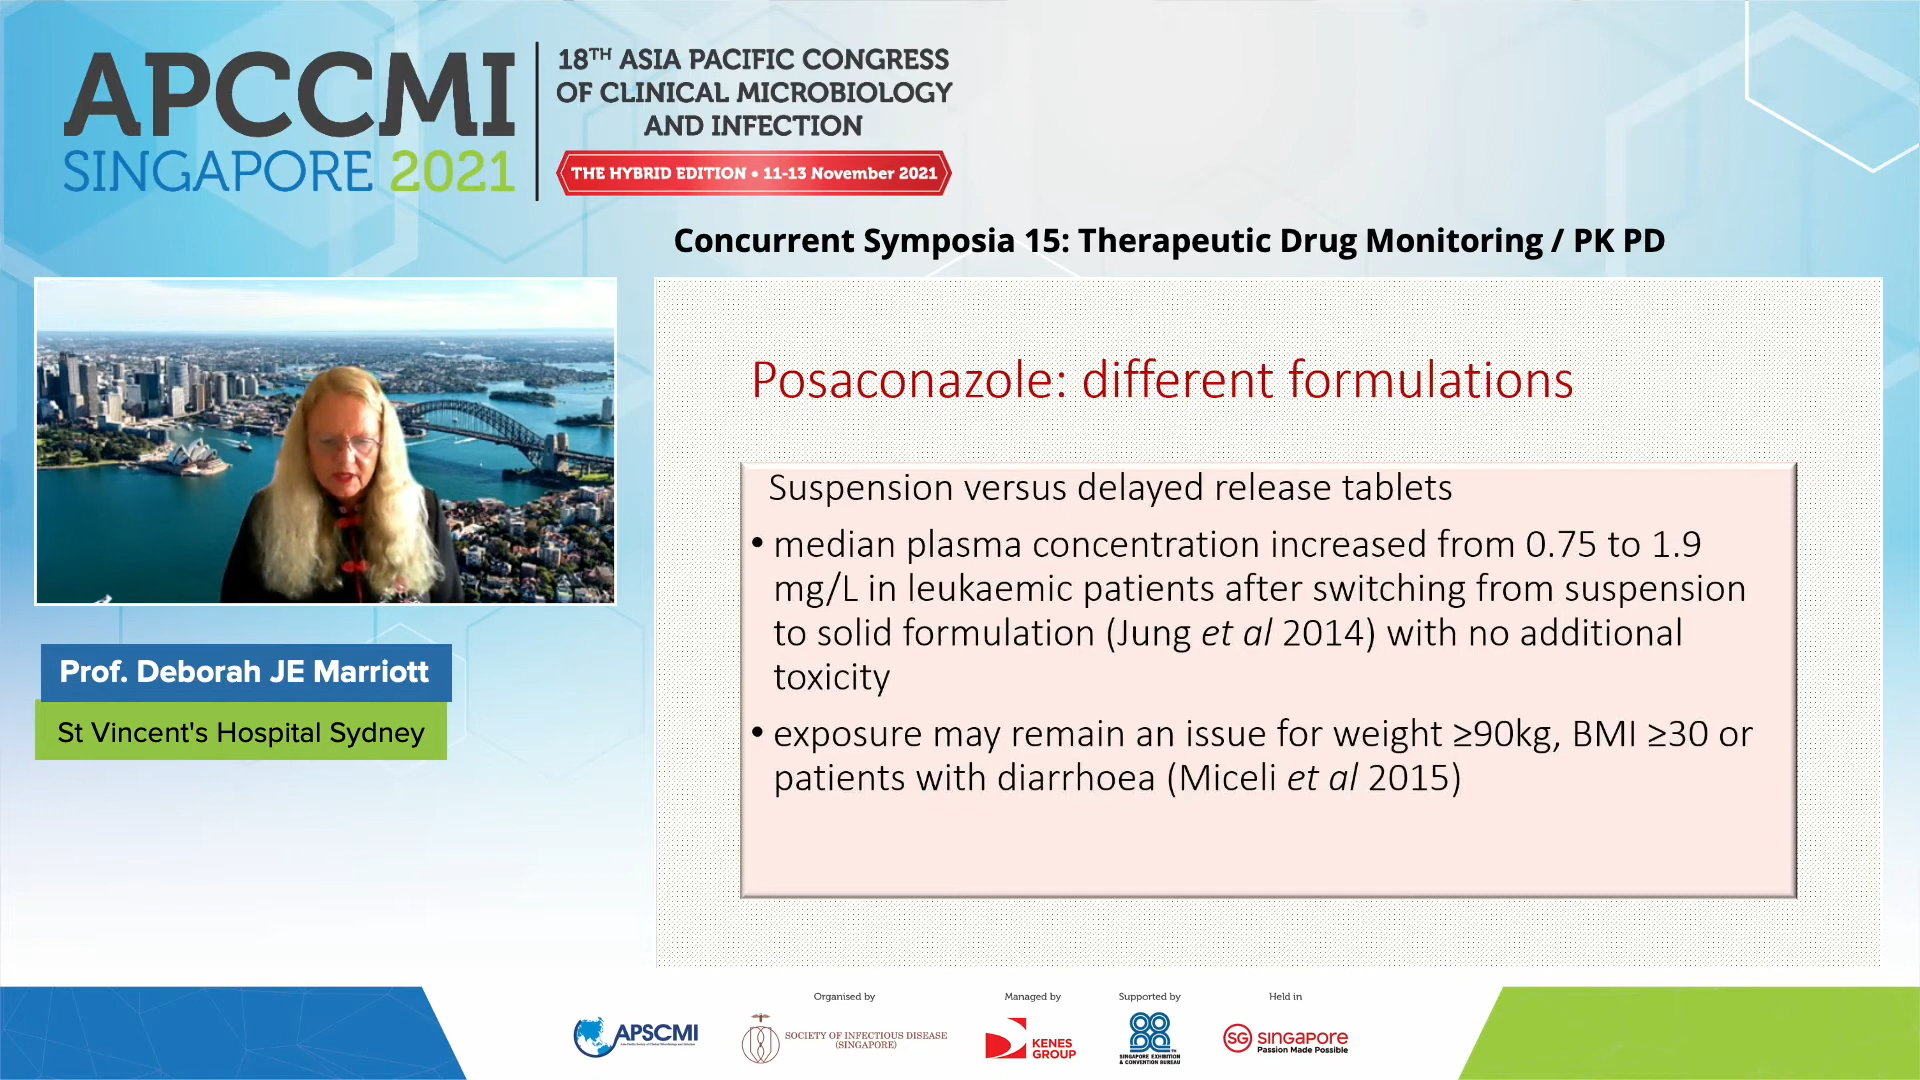 APCCMI
SINGAPORE 2021
18TH ASIA PACIFIC CONGRESS
OF CLINICAL MICROBIOLOGY
AND INFECTION
THE HYBRID EDITION • 11-13 November 2021
Concurrent Symposia 15: Therapeutic Drug Monitoring / PK PD
Prof. Deborah JE Marriott
St Vincent's Hospital Sydney
Posaconazole: different formulations
Suspension versus delayed release tablets
• median plasma concentration increased from 0.75 to 1.9
mg/L in leukaemic patients after switching from suspension
to solid formulation (Jung et al 2014) with no additional
toxicity
• exposure may remain an issue for weight ≥90kg, BMI ≥30 or
patients with diarrhoea (Miceli et al 2015)
Organised by
Managed by
Supported by
Held in
APSCMI
SOCIETY OF INFECTIOUS DISEASE
(SINGAPORE)
KENES
GROUP
SINGAPORE EXHIBITION
& CONVENTION BUREAU
SG SINGAPORE
Passion Made Possible